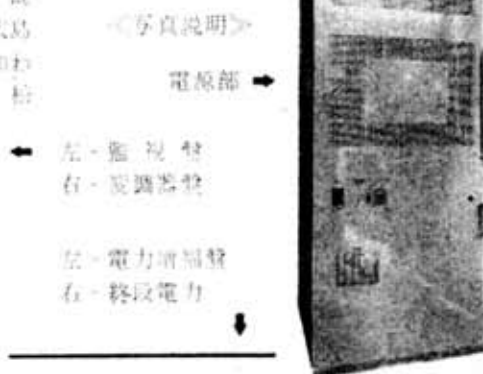 <写真説明>
電源部 ➡
⬅ 左-監視盤
右-変調器盤
左-電力増幅盤
右-終段電力
⬇